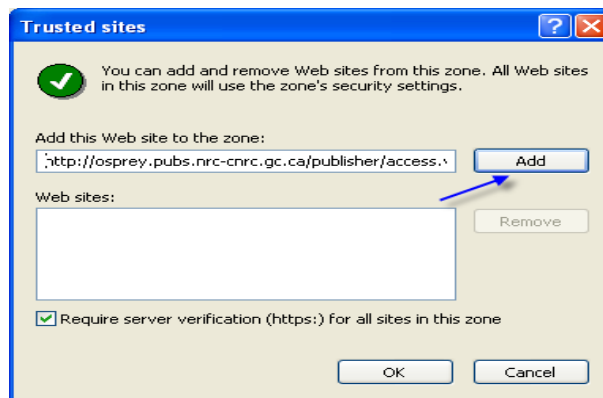 Trusted sites
You can add and remove Web sites from this zone. All Web sites
in this zone will use the zone's security settings.
Add this Web site to the zone:
http://osprey.pubs.nrc-cnrc.gc.ca/publisher/access.
Add
Web sites:
Remove
Require server verification (https:) for all sites in this zone
OK
Cancel